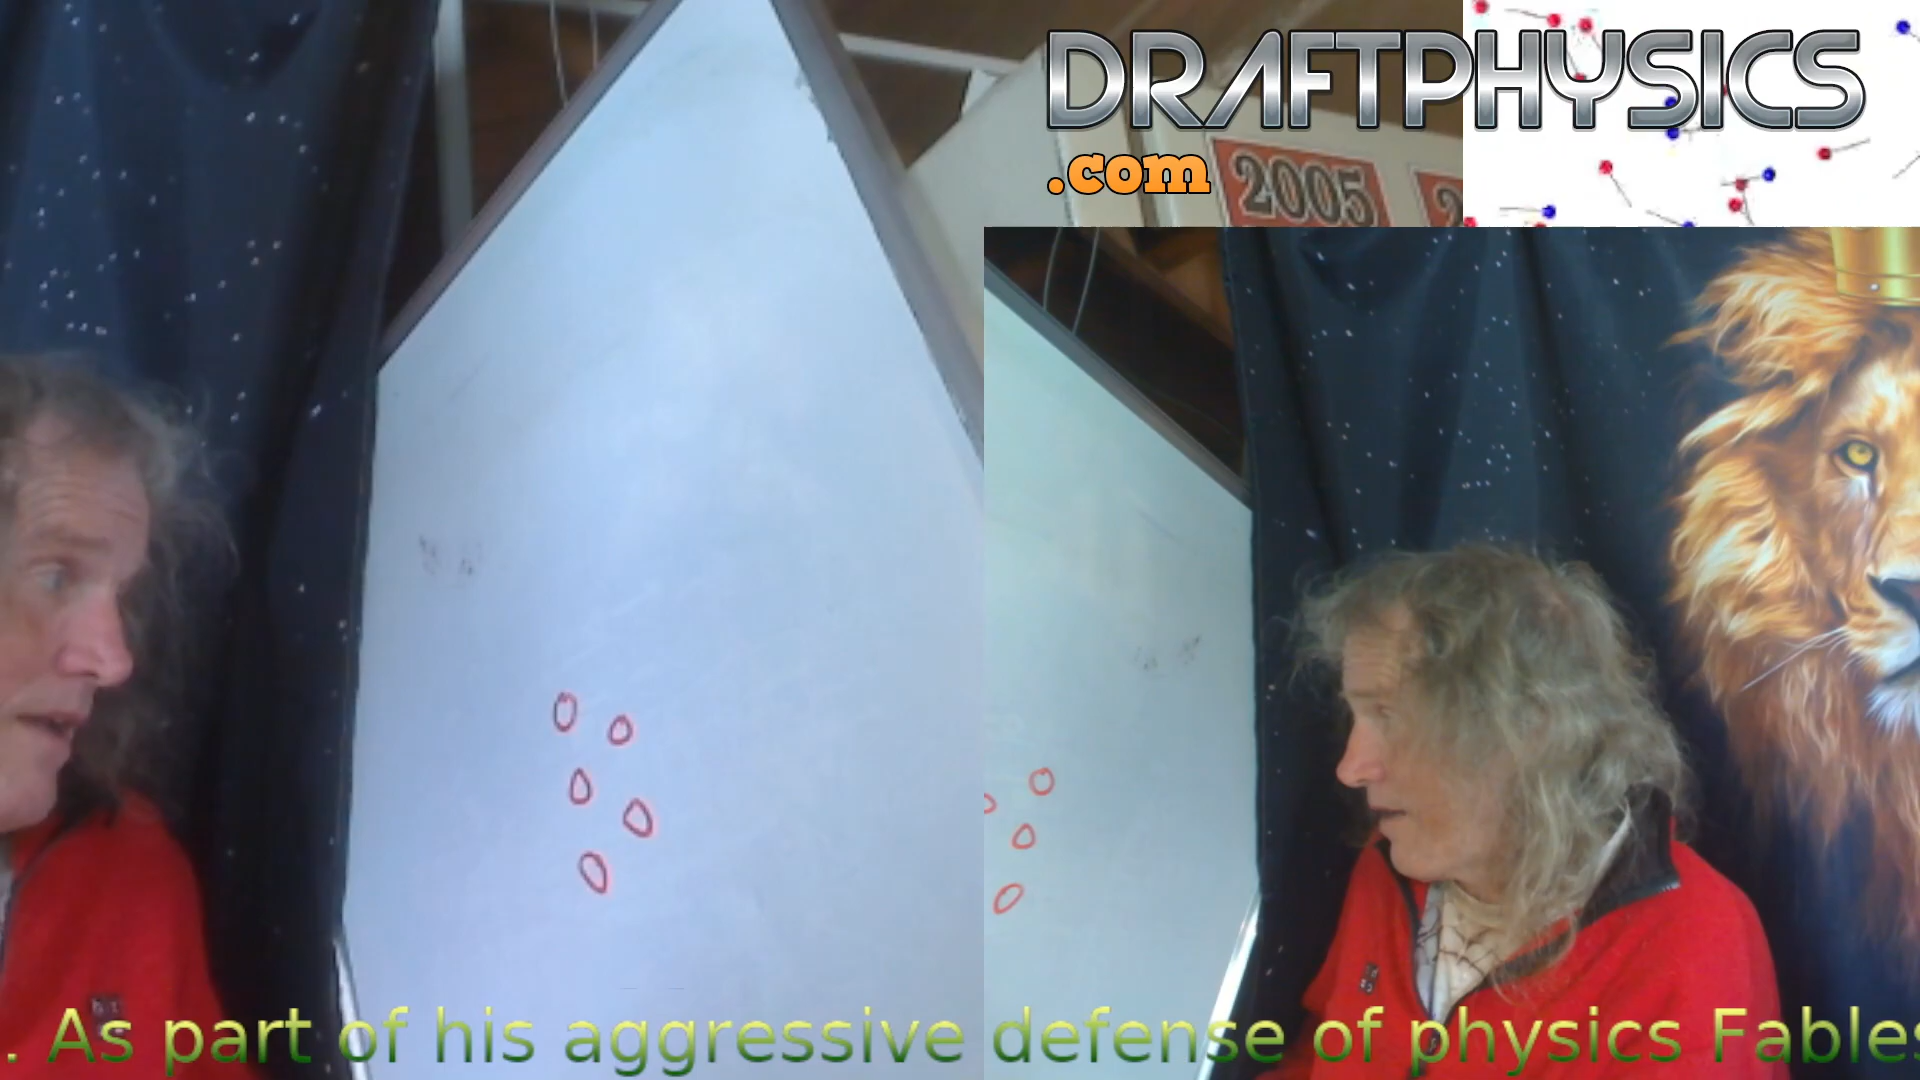 DRAFTPHYSICS
.com
2005
. As part of his aggressive defense of physics Fables